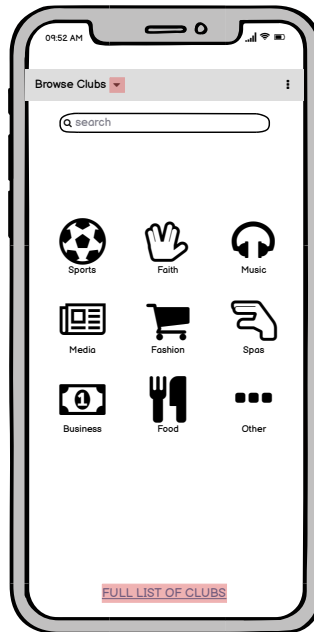 09:52 AM
Browse Clubs
search
Sports Faith Music
Media Fashion Spas
1
Business Food Other
FULL LIST OF CLUBS